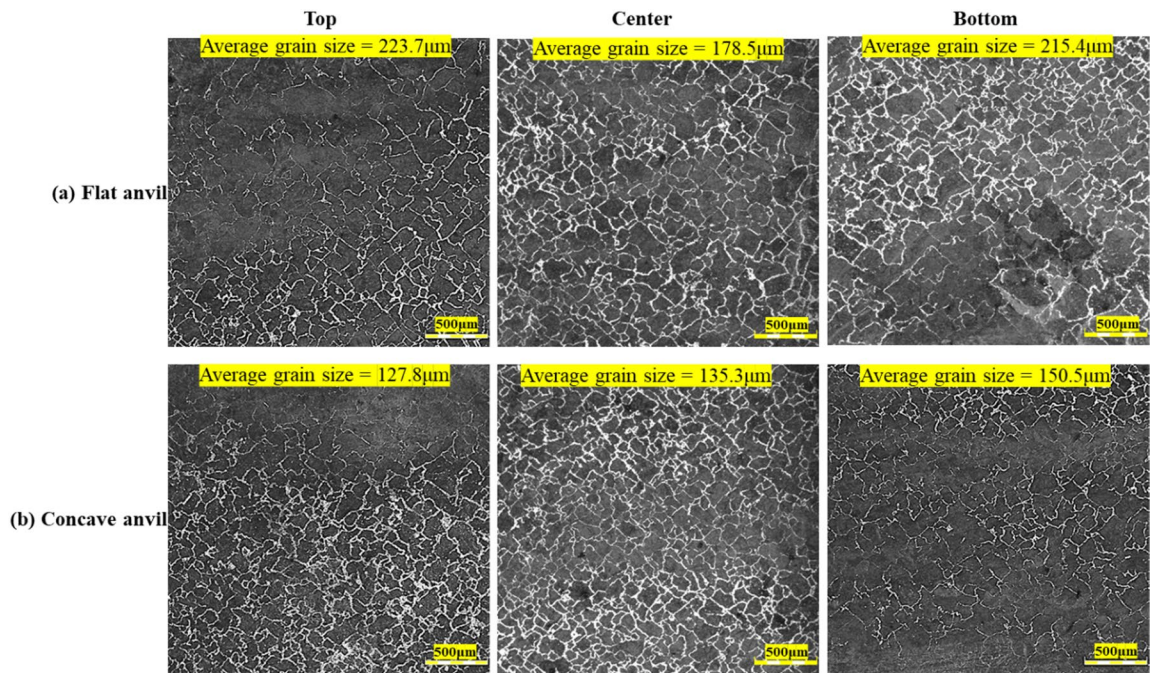 Top
Center
Bottom
(a) Flat anvil
Average grain size = 223.7μm
Average grain size = 178.5μm
Average grain size = 215.4μm
500μm
500μm
500μm
(b) Concave anvil
Average grain size = 127.8μm
Average grain size = 135.3μm
Average grain size = 150.5μm
500μm
500μm
500μm